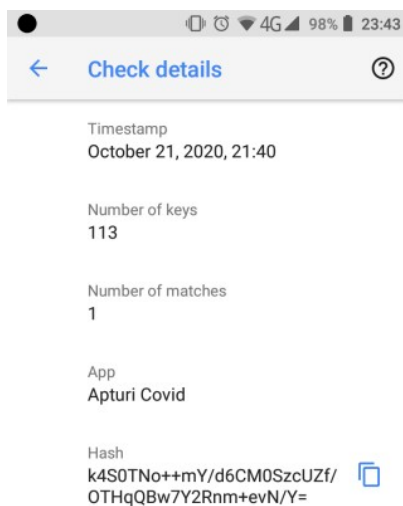 4G 98% 23:43
Check details
Timestamp
October 21, 2020, 21:40
Number of keys
113
Number of matches
1
App
Apturi Covid
Hash
k4S0TNo++mY/d6CM0SzcUZf/
OTHqQBw7Y2Rnm+evN/Y=